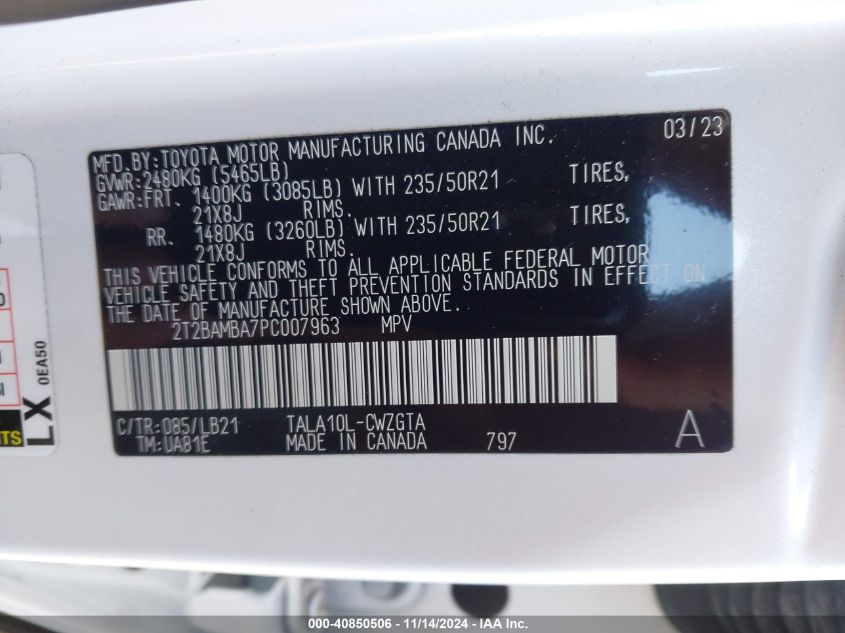 MFD.BY:TOYOTA MOTOR MANUFACTURING CANADA INC. 03/23
GVWR:2480KG (5465LB)
GAWR:FRT. 1400KG (3085LB) WITH 235/50R21 TIRES,
21X8J RIMS.
RR. 1480KG (3260LB) WITH 235/50R21 TIRES,
21X8J RIMS.
THIS VEHICLE CONFORMS TO ALL APPLICABLE FEDERAL MOTOR
VEHICLE SAFETY AND THEFT PREVENTION STANDARDS IN EFFECT ON
THE DATE OF MANUFACTURE SHOWN ABOVE.
2T2BAMBA7PC007963 MPV
C/TR:085/LB21 TALA10L-CWZGTA
TM:UA81E MADE IN CANADA 797 A
LX
0EA50
000-40850506 - 11/14/2024 - IAAI.com